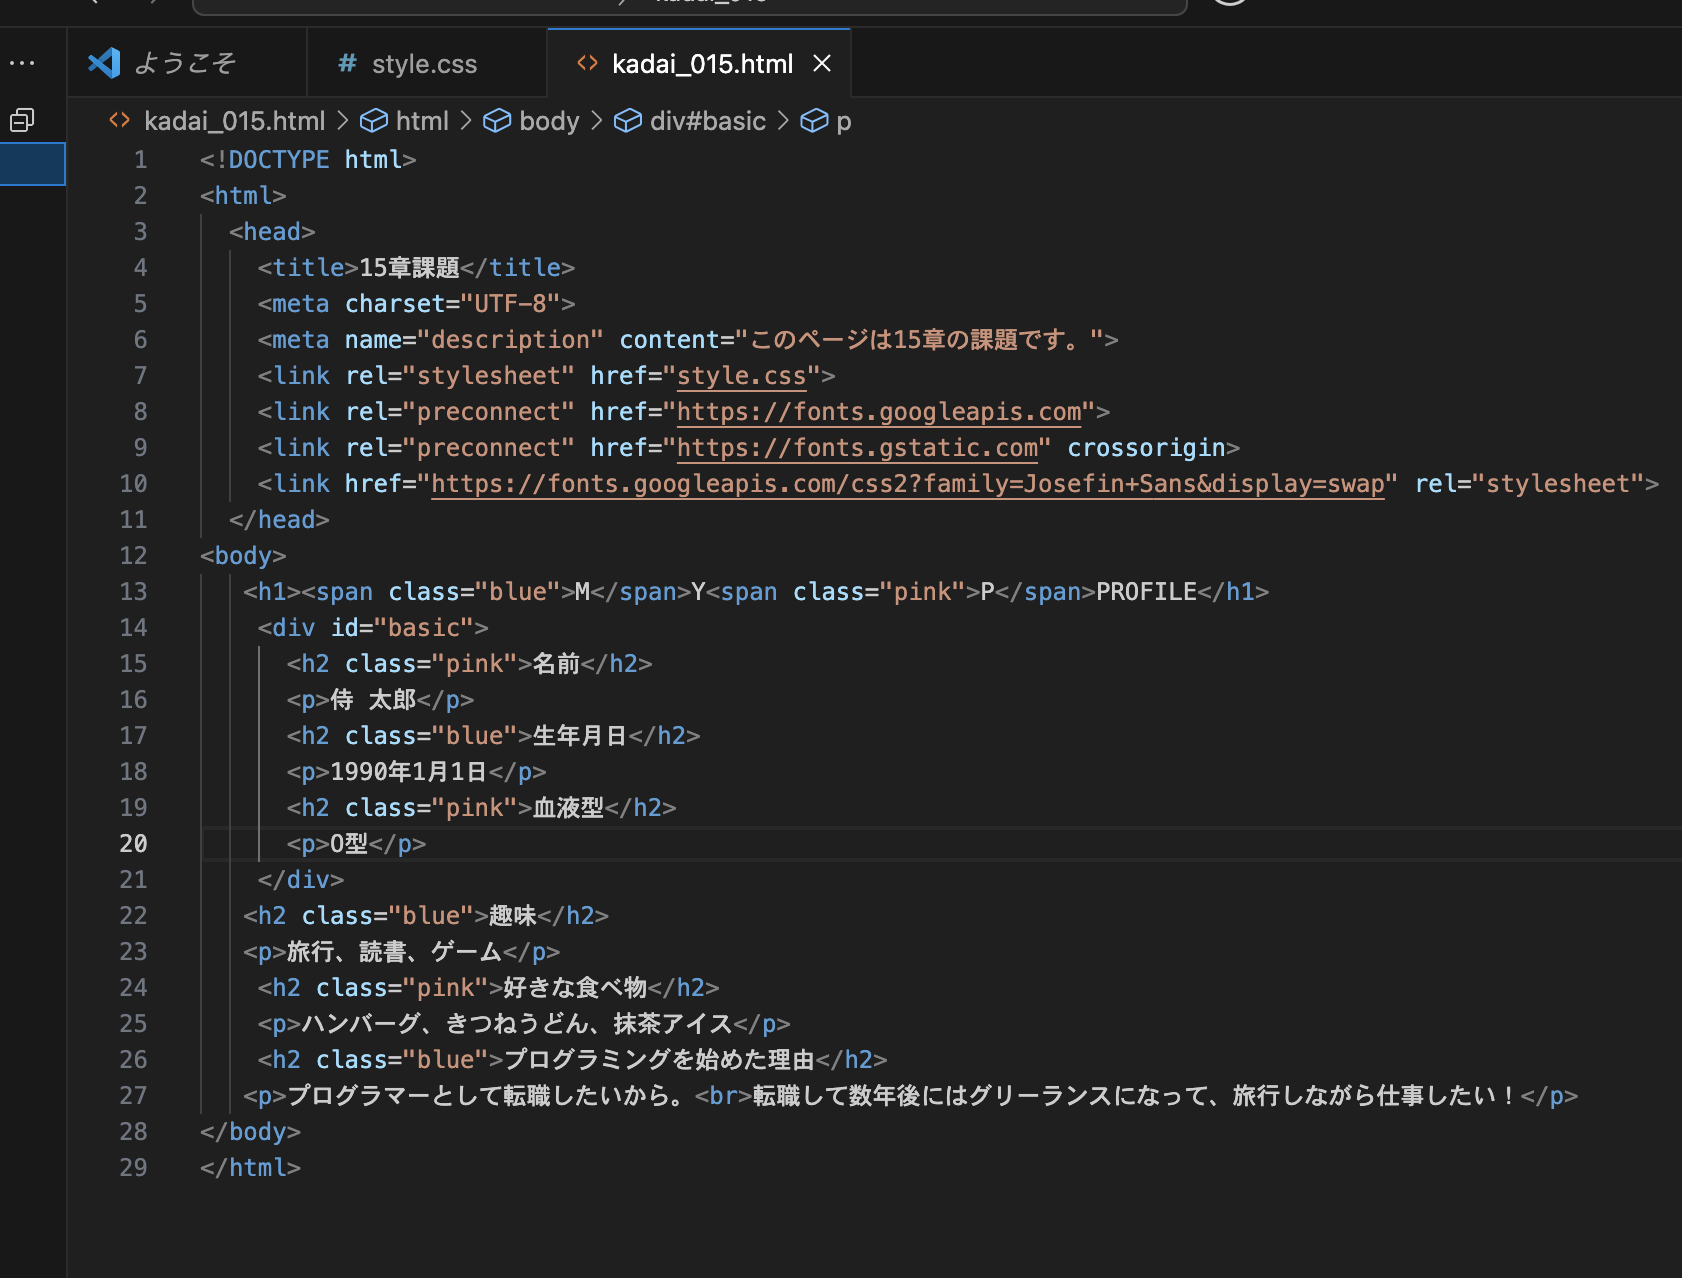 ようこそ
# style.css
<> kadai_015.html ×
<> kadai_015.html > html > body > div#basic > p
1 <!DOCTYPE html>
2 <html>
3 <head>
4 <title>15章課題</title>
5 <meta charset="UTF-8">
6 <meta name="description" content="このページは15章の課題です。">
7 <link rel="stylesheet" href="style.css">
8 <link rel="preconnect" href="https://fonts.googleapis.com">
9 <link rel="preconnect" href="https://fonts.gstatic.com" crossorigin>
10 <link href="https://fonts.googleapis.com/css2?family=Josefin+Sans&display=swap" rel="stylesheet">
11 </head>
12 <body>
13 <h1><span class="blue">M</span>Y<span class="pink">P</span>PROFILE</h1>
14 <div id="basic">
15 <h2 class="pink">名前</h2>
16 <p>侍 太郎</p>
17 <h2 class="blue">生年月日</h2>
18 <p>1990年1月1日</p>
19 <h2 class="pink">血液型</h2>
20 <p>O型</p>
21 </div>
22 <h2 class="blue">趣味</h2>
23 <p>旅行、読書、ゲーム</p>
24 <h2 class="pink">好きな食べ物</h2>
25 <p>ハンバーグ、きつねうどん、抹茶アイス</p>
26 <h2 class="blue">プログラミングを始めた理由</h2>
27 <p>プログラマーとして転職したいから。<br>転職して数年後にはグリーランスになって、旅行しながら仕事したい！</p>
28 </body>
29 </html>